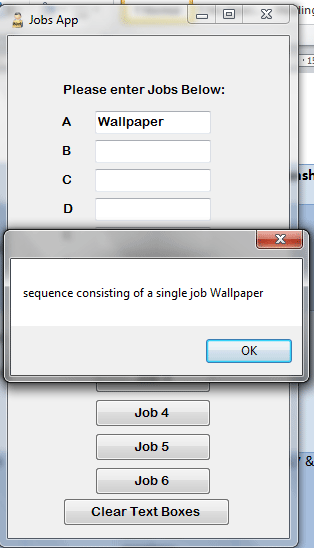 Jobs App
Please enter Jobs Below:
A Wallpaper
B
C
D
sequence consisting of a single job Wallpaper
OK
Job 4
Job 5
Job 6
Clear Text Boxes